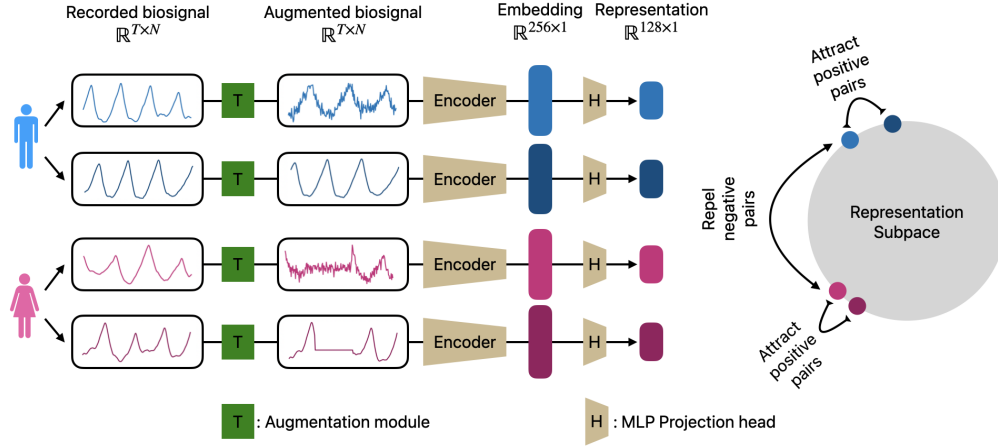 Recorded biosignal
ℝ^{T×N}
Augmented biosignal
ℝ^{T×N}
Embedding
ℝ^{256×1}
Representation
ℝ^{128×1}
T
Encoder
H
T
Encoder
H
T
Encoder
H
T
Encoder
H
Attract
positive
pairs
Repel
negative
pairs
Representation
Subpace
Attract
positive
pairs
T : Augmentation module
H : MLP Projection head